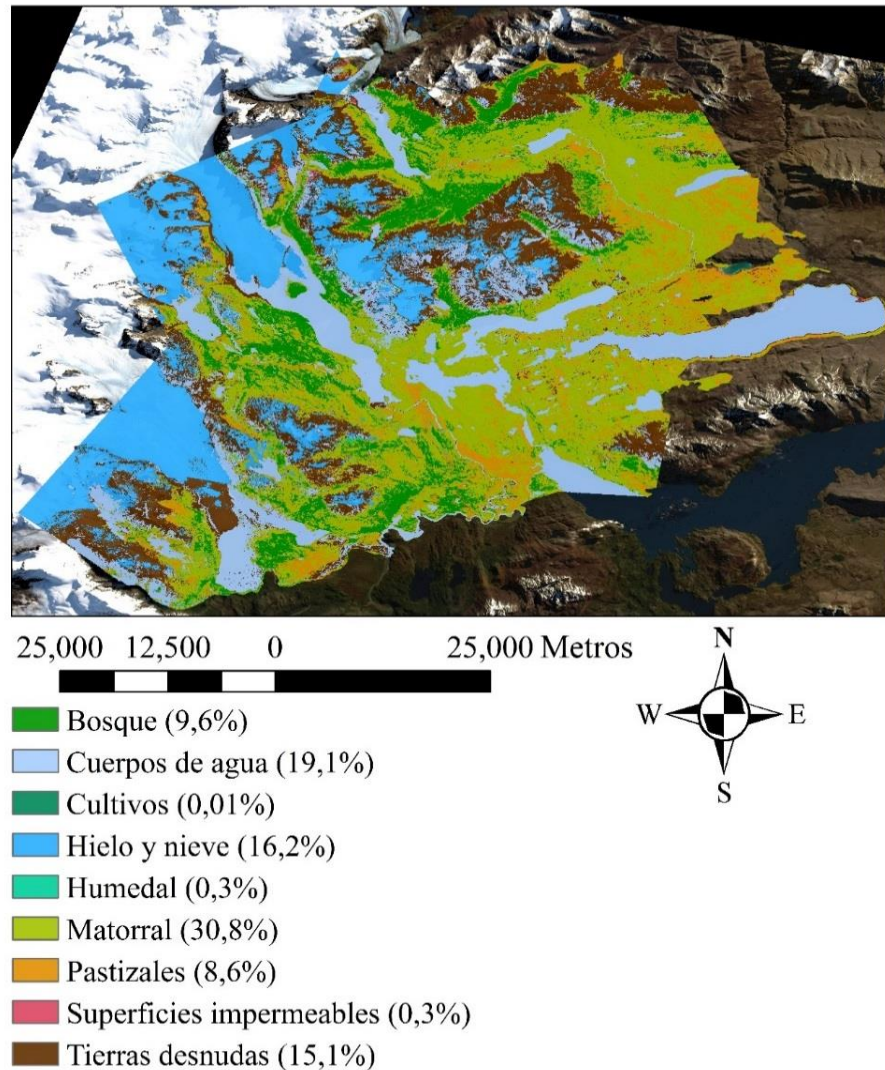 25,000 12,500 0 25,000 Metros
N
W E
S
Bosque (9,6%)
Cuerpos de agua (19,1%)
Cultivos (0,01%)
Hielo y nieve (16,2%)
Humedal (0,3%)
Matorral (30,8%)
Pastizales (8,6%)
Superficies impermeables (0,3%)
Tierras desnudas (15,1%)